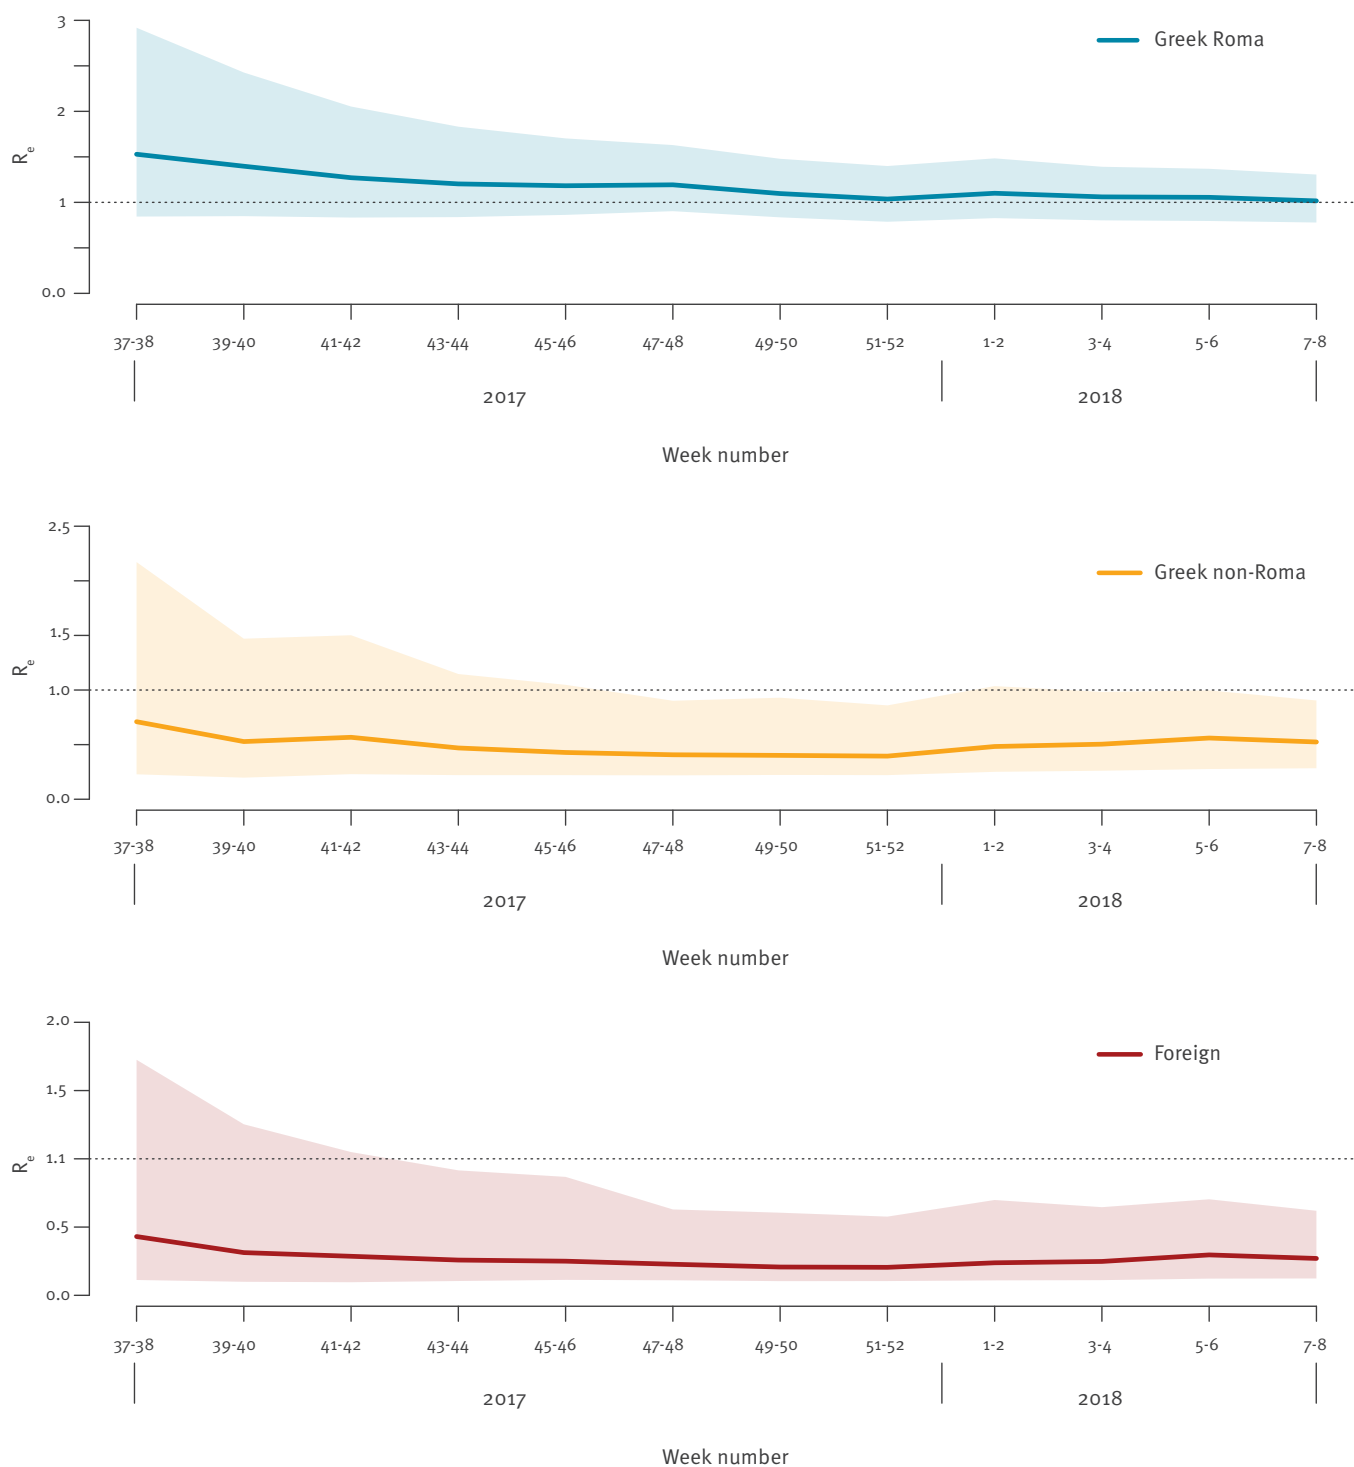 3
Greek Roma
2
Re
1
0.0
37-38 39-40 41-42 43-44 45-46 47-48 49-50 51-52 1-2 3-4 5-6 7-8
2017 2018
Week number
2.5
Greek non-Roma
1.5
Re
1.0
0.0
37-38 39-40 41-42 43-44 45-46 47-48 49-50 51-52 1-2 3-4 5-6 7-8
2017 2018
Week number
2.0
Foreign
1.5
Re
1.1
0.5
0.0
37-38 39-40 41-42 43-44 45-46 47-48 49-50 51-52 1-2 3-4 5-6 7-8
2017 2018
Week number